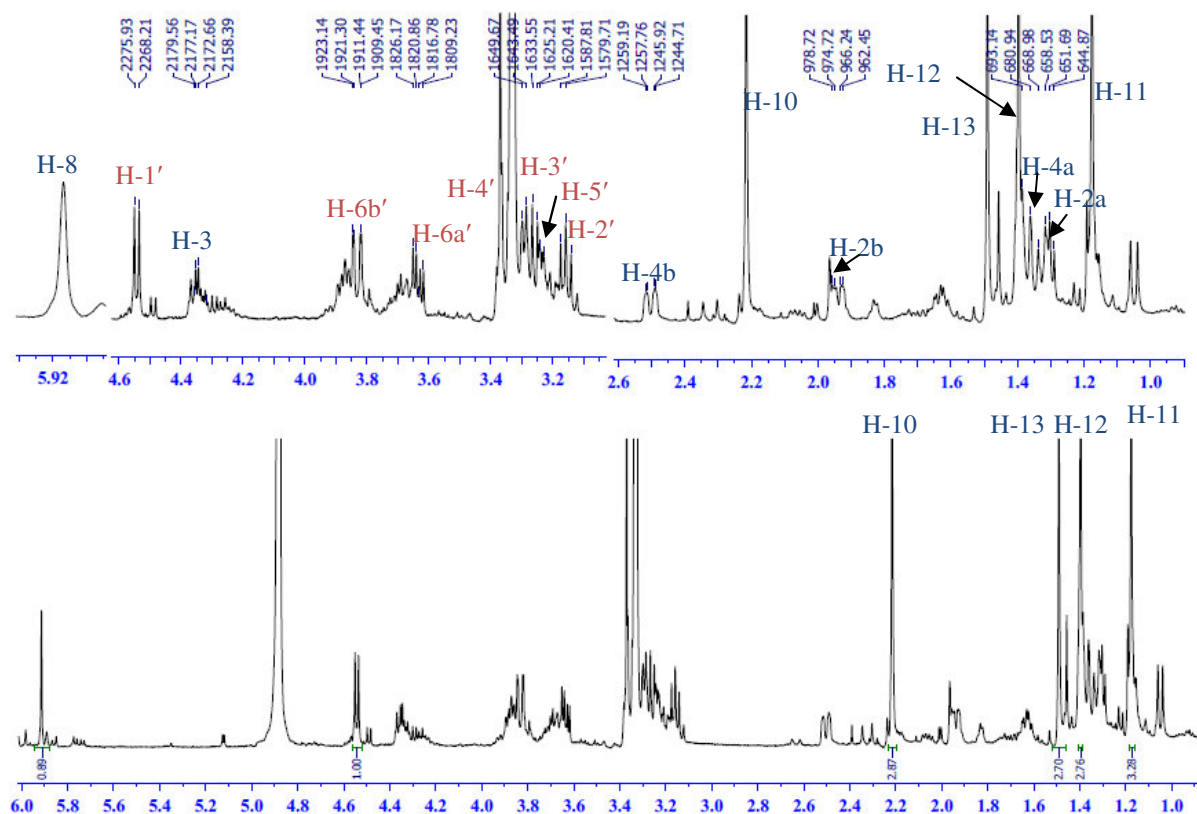 2275.93 2268.21 2179.56 2177.17 2172.66 2158.39 1923.14 1921.30 1911.44 1909.45 1826.17 1820.86 1816.78 1809.23 1649.67 1643.49 1633.55 1625.21 1620.41 1587.81 1579.71 1259.19 1257.76 1245.92 1244.71 978.72 974.72 966.24 962.45 693.14 680.94 668.98 658.53 651.69 644.87
H-12
H-10 H-11
H-13
H-8 H-1′ H-4′ H-3′ H-4a
H-5′ H-2a
H-6b′ H-6a′ H-2′
H-3 H-2b
H-4b
5.92 4.6 4.4 4.2 4.0 3.8 3.6 3.4 3.2 2.6 2.4 2.2 2.0 1.8 1.6 1.4 1.2 1.0
H-10 H-13 H-12 H-11
0.89 1.00 2.87 2.70 2.76 3.28
6.0 5.8 5.6 5.4 5.2 5.0 4.8 4.6 4.4 4.2 4.0 3.8 3.6 3.4 3.2 3.0 2.8 2.6 2.4 2.2 2.0 1.8 1.6 1.4 1.2 1.0